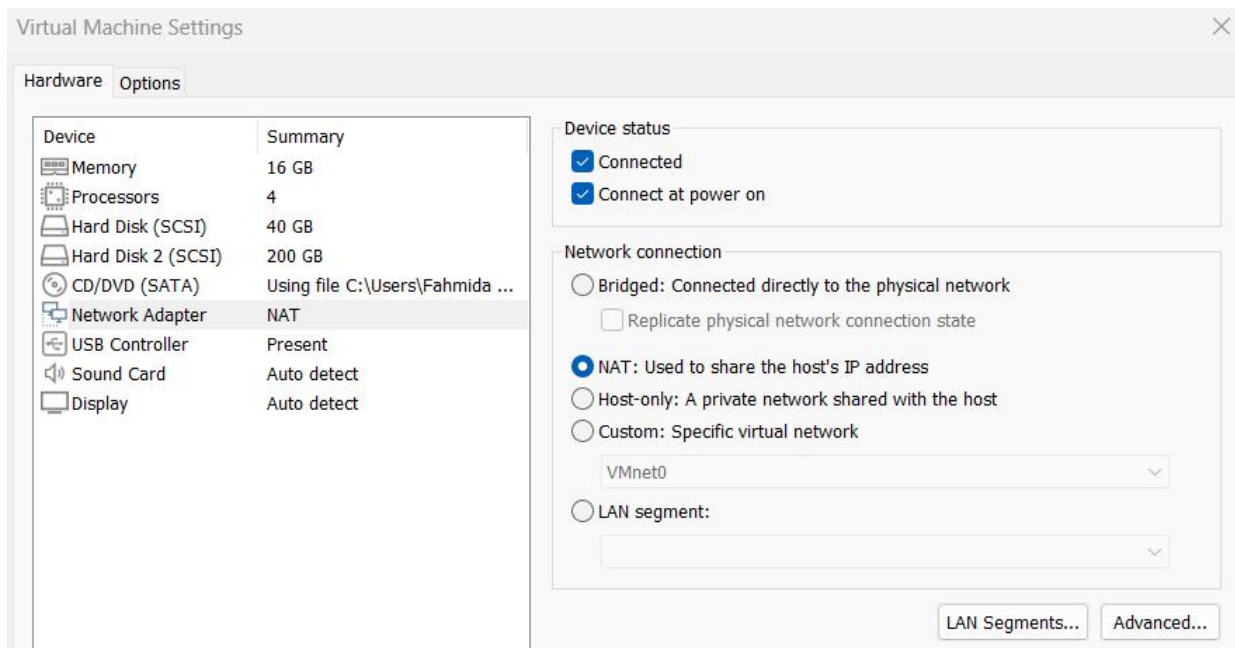 Virtual Machine Settings
Hardware Options
Device Summary
Memory 16 GB
Processors 4
Hard Disk (SCSI) 40 GB
Hard Disk 2 (SCSI) 200 GB
CD/DVD (SATA) Using file C:\Users\Fahmida ...
Network Adapter NAT
USB Controller Present
Sound Card Auto detect
Display Auto detect
Device status
Connected
Connect at power on
Network connection
Bridged: Connected directly to the physical network
Replicate physical network connection state
NAT: Used to share the host's IP address
Host-only: A private network shared with the host
Custom: Specific virtual network
VMnet0
LAN segment:
LAN Segments... Advanced...